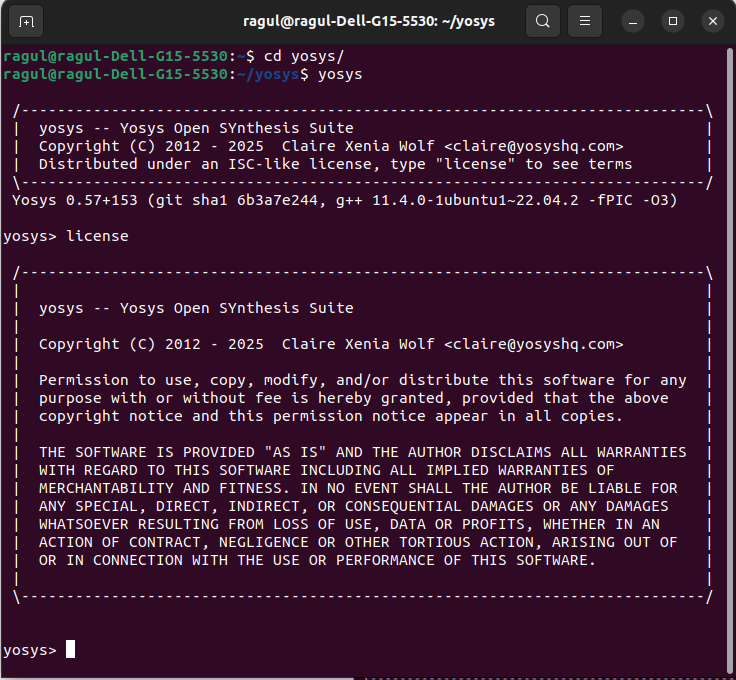 ragul@ragul-Dell-G15-5530: ~/yosys
ragul@ragul-Dell-G15-5530:~$ cd yosys/
ragul@ragul-Dell-G15-5530:~/yosys$ yosys
/----------------------------------------------------------------------------\
|  yosys -- Yosys Open SYnthesis Suite                                       |
|  Copyright (C) 2012 - 2025  Claire Xenia Wolf <claire@yosyshq.com>         |
|  Distributed under an ISC-like license, type "license" to see terms        |
\----------------------------------------------------------------------------/
Yosys 0.57+153 (git sha1 6b3a7e244, g++ 11.4.0-1ubuntu1~22.04.2 -fPIC -O3)
yosys> license
/----------------------------------------------------------------------------\
|                                                                            |
|  yosys -- Yosys Open SYnthesis Suite                                       |
|                                                                            |
|  Copyright (C) 2012 - 2025  Claire Xenia Wolf <claire@yosyshq.com>         |
|                                                                            |
|  Permission to use, copy, modify, and/or distribute this software for any  |
|  purpose with or without fee is hereby granted, provided that the above    |
|  copyright notice and this permission notice appear in all copies.         |
|                                                                            |
|  THE SOFTWARE IS PROVIDED "AS IS" AND THE AUTHOR DISCLAIMS ALL WARRANTIES  |
|  WITH REGARD TO THIS SOFTWARE INCLUDING ALL IMPLIED WARRANTIES OF          |
|  MERCHANTABILITY AND FITNESS. IN NO EVENT SHALL THE AUTHOR BE LIABLE FOR   |
|  ANY SPECIAL, DIRECT, INDIRECT, OR CONSEQUENTIAL DAMAGES OR ANY DAMAGES    |
|  WHATSOEVER RESULTING FROM LOSS OF USE, DATA OR PROFITS, WHETHER IN AN     |
|  ACTION OF CONTRACT, NEGLIGENCE OR OTHER TORTIOUS ACTION, ARISING OUT OF   |
|  OR IN CONNECTION WITH THE USE OR PERFORMANCE OF THIS SOFTWARE.            |
|                                                                            |
\----------------------------------------------------------------------------/
yosys>